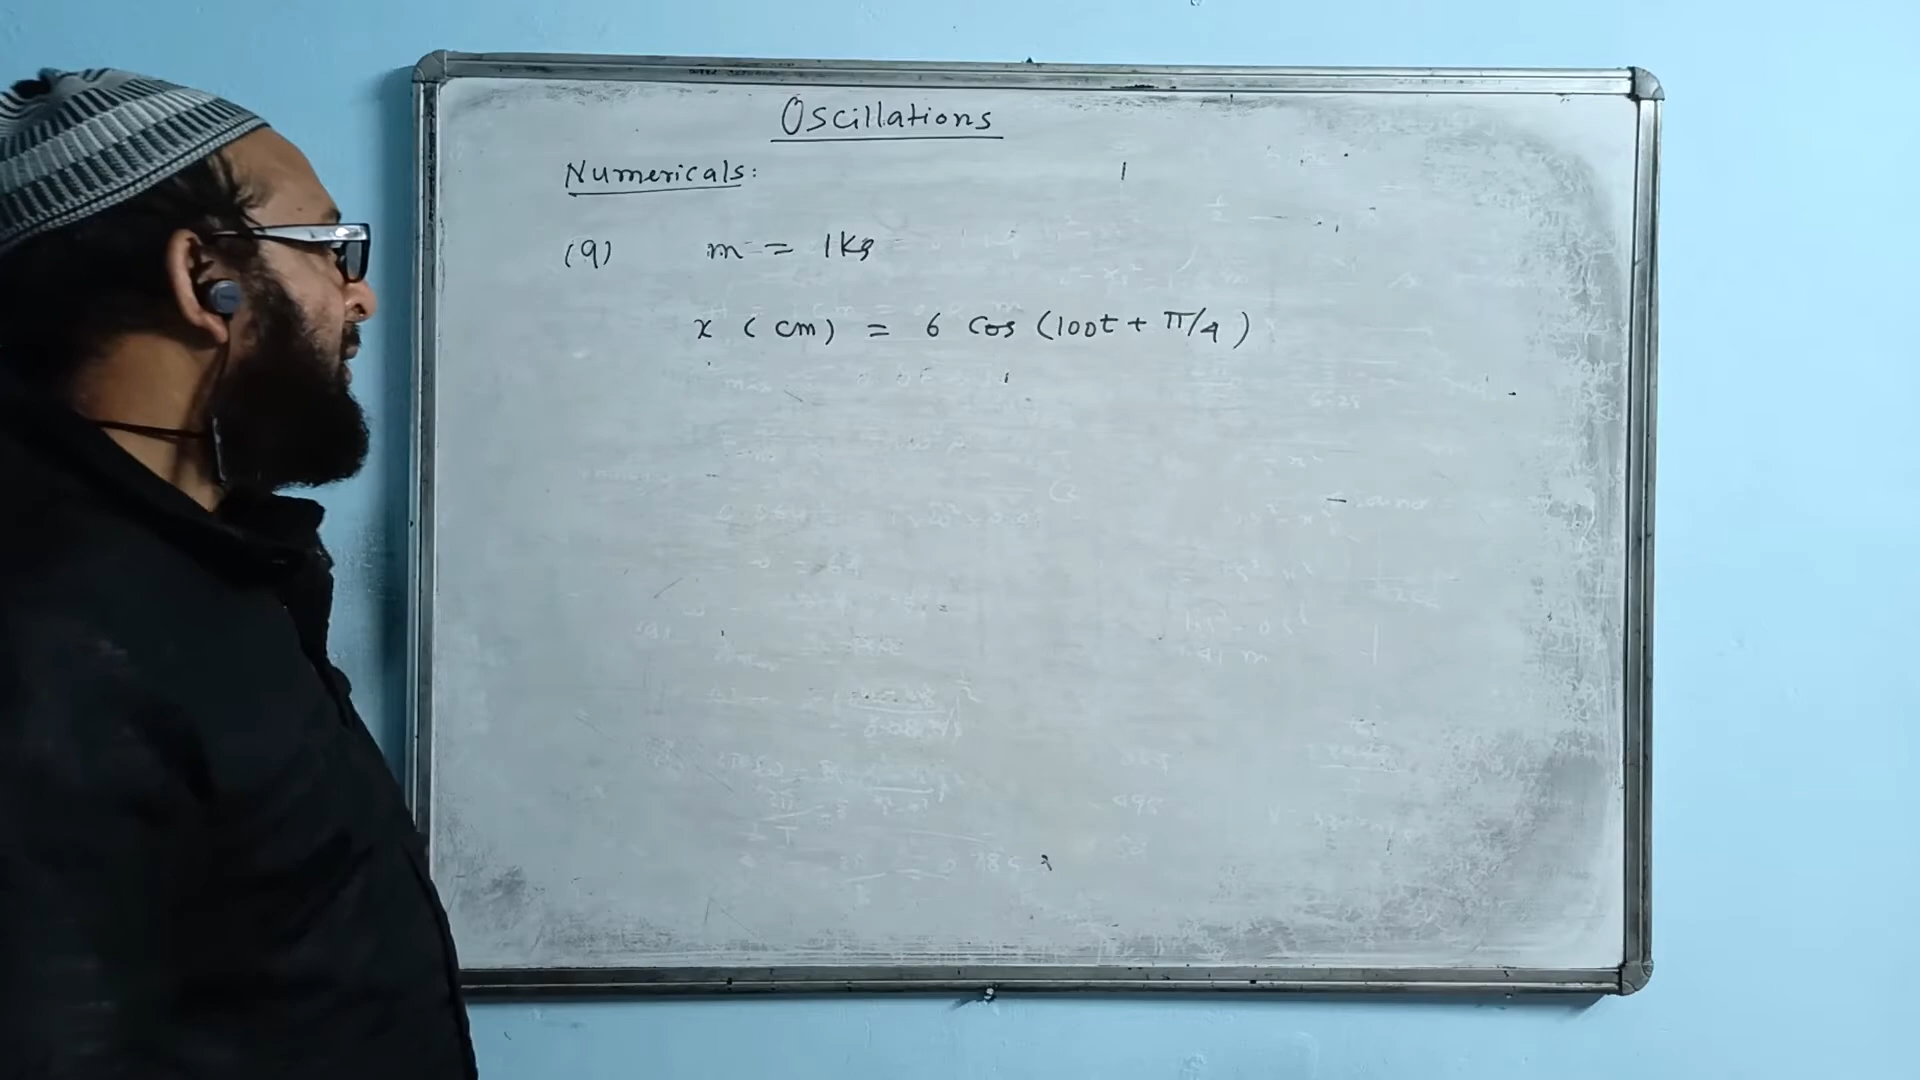 Oscillations
Numericals:
(9) m = 1kg
x (cm) = 6 Cos (100t + π/4)